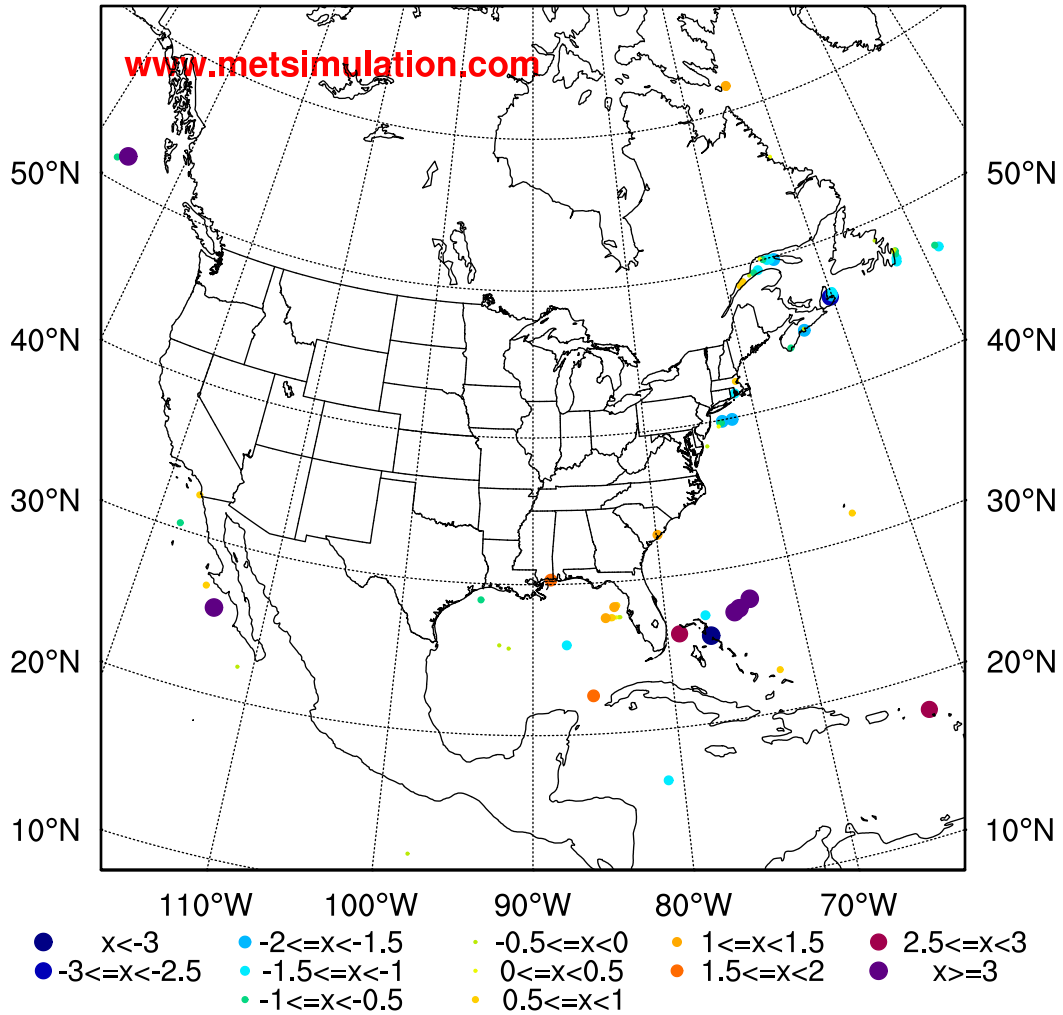 www.metsimulation.com
50°N 50°N
40°N 40°N
30°N 30°N
20°N 20°N
10°N 10°N
110°W 100°W 90°W 80°W 70°W
x<-3 -2<=x<-1.5 -0.5<=x<0 1<=x<1.5 2.5<=x<3
-3<=x<-2.5 -1.5<=x<-1 0<=x<0.5 1.5<=x<2 x>=3
-1<=x<-0.5 0.5<=x<1